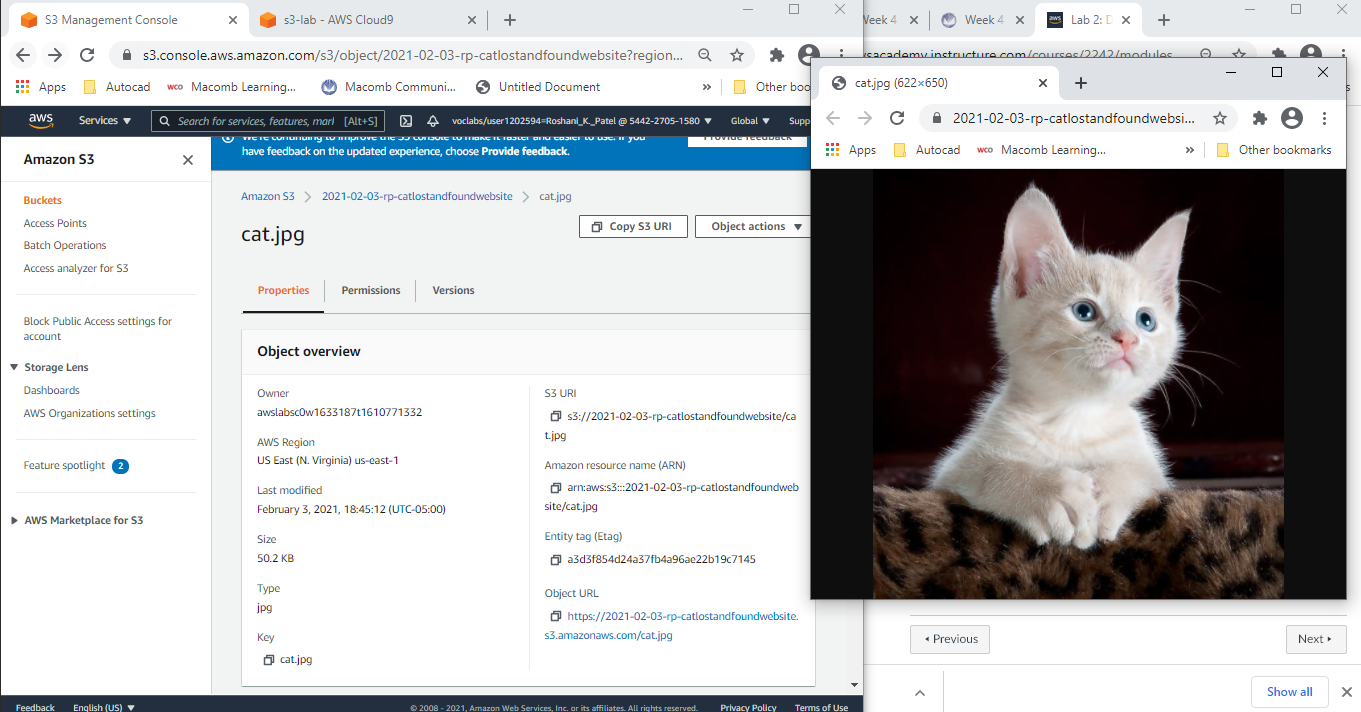 S3 Management Console
s3-lab - AWS Cloud9
s3.console.aws.amazon.com/s3/object/2021-02-03-rp-catlostandfoundwebsite?region...
Apps
Autocad
wco
Macomb Learning...
Macomb Communi...
Untitled Document
»
Other boo
aws
Services
Search for services, features, marl
[Alt+S]
voclabs/user1202594=Roshani_K._Patel @ 5442-2705-1580
Global
Supp
Amazon S3
Buckets
Access Points
Batch Operations
Access analyzer for S3
Block Public Access settings for
account
Storage Lens
Dashboards
AWS Organizations settings
Feature spotlight 2
AWS Marketplace for S3
We're continuing to improve the S3 console to make it faster and easier to use. If you
have feedback on the updated experience, choose Provide feedback.
Provide feedback
Amazon S3
2021-02-03-rp-catlostandfoundwebsite
cat.jpg
cat.jpg
Copy S3 URI
Object actions
Properties
Permissions
Versions
Object overview
Owner
awslabsc0w1633187t1610771332
AWS Region
US East (N. Virginia) us-east-1
Last modified
February 3, 2021, 18:45:12 (UTC-05:00)
Size
50.2 KB
Type
jpg
Key
cat.jpg
S3 URI
s3://2021-02-03-rp-catlostandfoundwebsite/ca
t.jpg
Amazon resource name (ARN)
arn:aws:s3:::2021-02-03-rp-catlostandfoundweb
site/cat.jpg
Entity tag (Etag)
a3d3f854d24a37fb4a96ae22b19c7145
Object URL
https://2021-02-03-rp-catlostandfoundwebsite.
s3.amazonaws.com/cat.jpg
Feedback
English (US)
© 2008 - 2021, Amazon Web Services, Inc. or its affiliates. All rights reserved.
Privacy Policy
Terms of Use
Week 4
Week 4
aws
Lab 2: D
sacademy.instructure.com/courses/2242/modules
cat.jpg (622×650)
2021-02-03-rp-catlostandfoundwebsi...
Apps
Autocad
wco
Macomb Learning...
»
Other bookmarks
Previous
Next
Show all